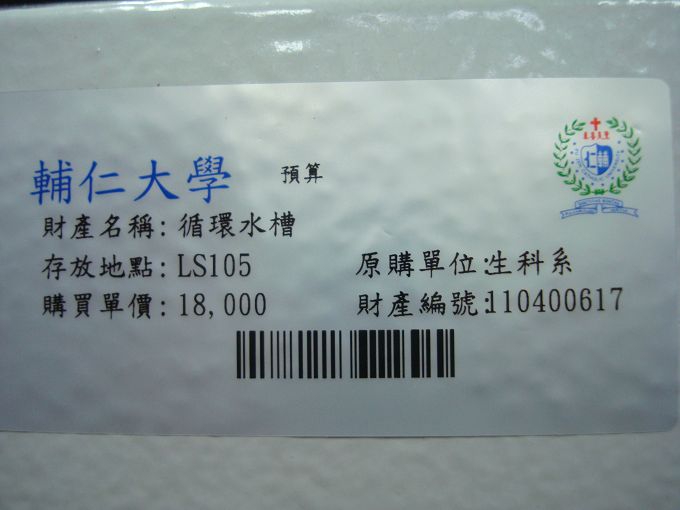 輔仁大學 預算
財產名稱: 循環水槽
存放地點: LS105 原購單位:生科系
購買單價: 18,000 財產編號:110400617